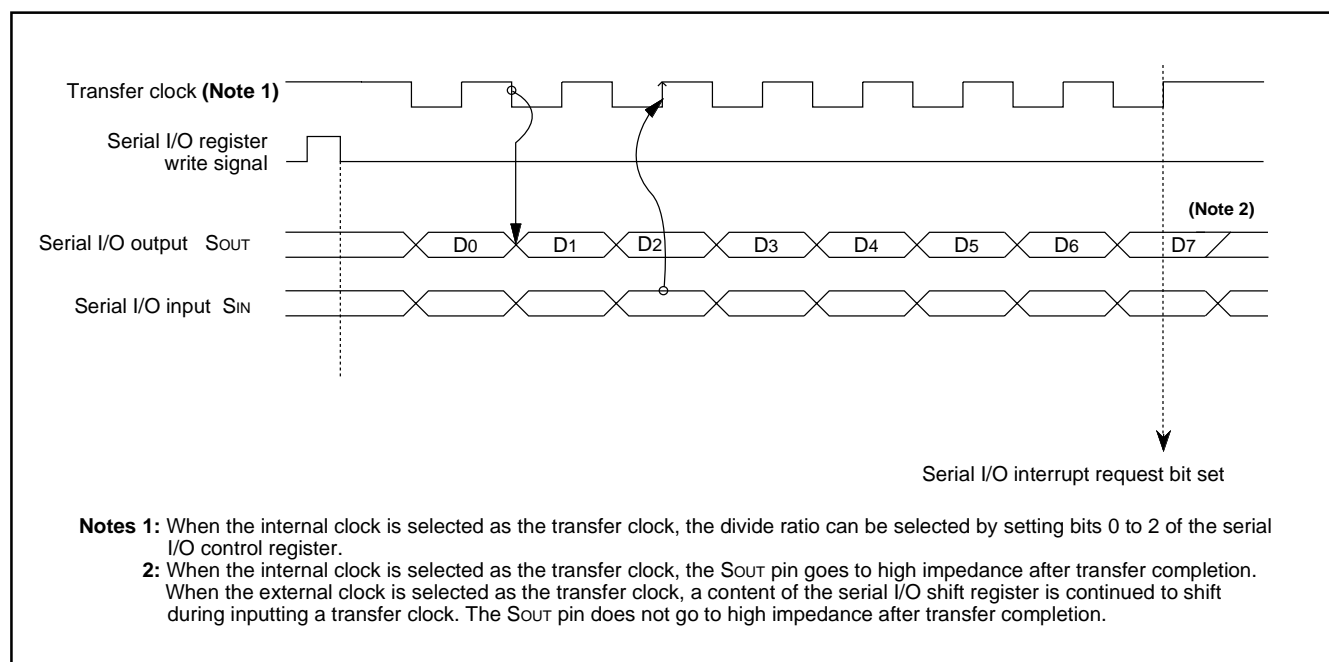 Transfer clock (Note 1)
Serial I/O register
write signal
(Note 2)
Serial I/O output SOUT
D0 D1 D2 D3 D4 D5 D6 D7
Serial I/O input SIN
Serial I/O interrupt request bit set
Notes 1: When the internal clock is selected as the transfer clock, the divide ratio can be selected by setting bits 0 to 2 of the serial
I/O control register.
2: When the internal clock is selected as the transfer clock, the SOUT pin goes to high impedance after transfer completion.
When the external clock is selected as the transfer clock, a content of the serial I/O shift register is continued to shift
during inputting a transfer clock. The SOUT pin does not go to high impedance after transfer completion.